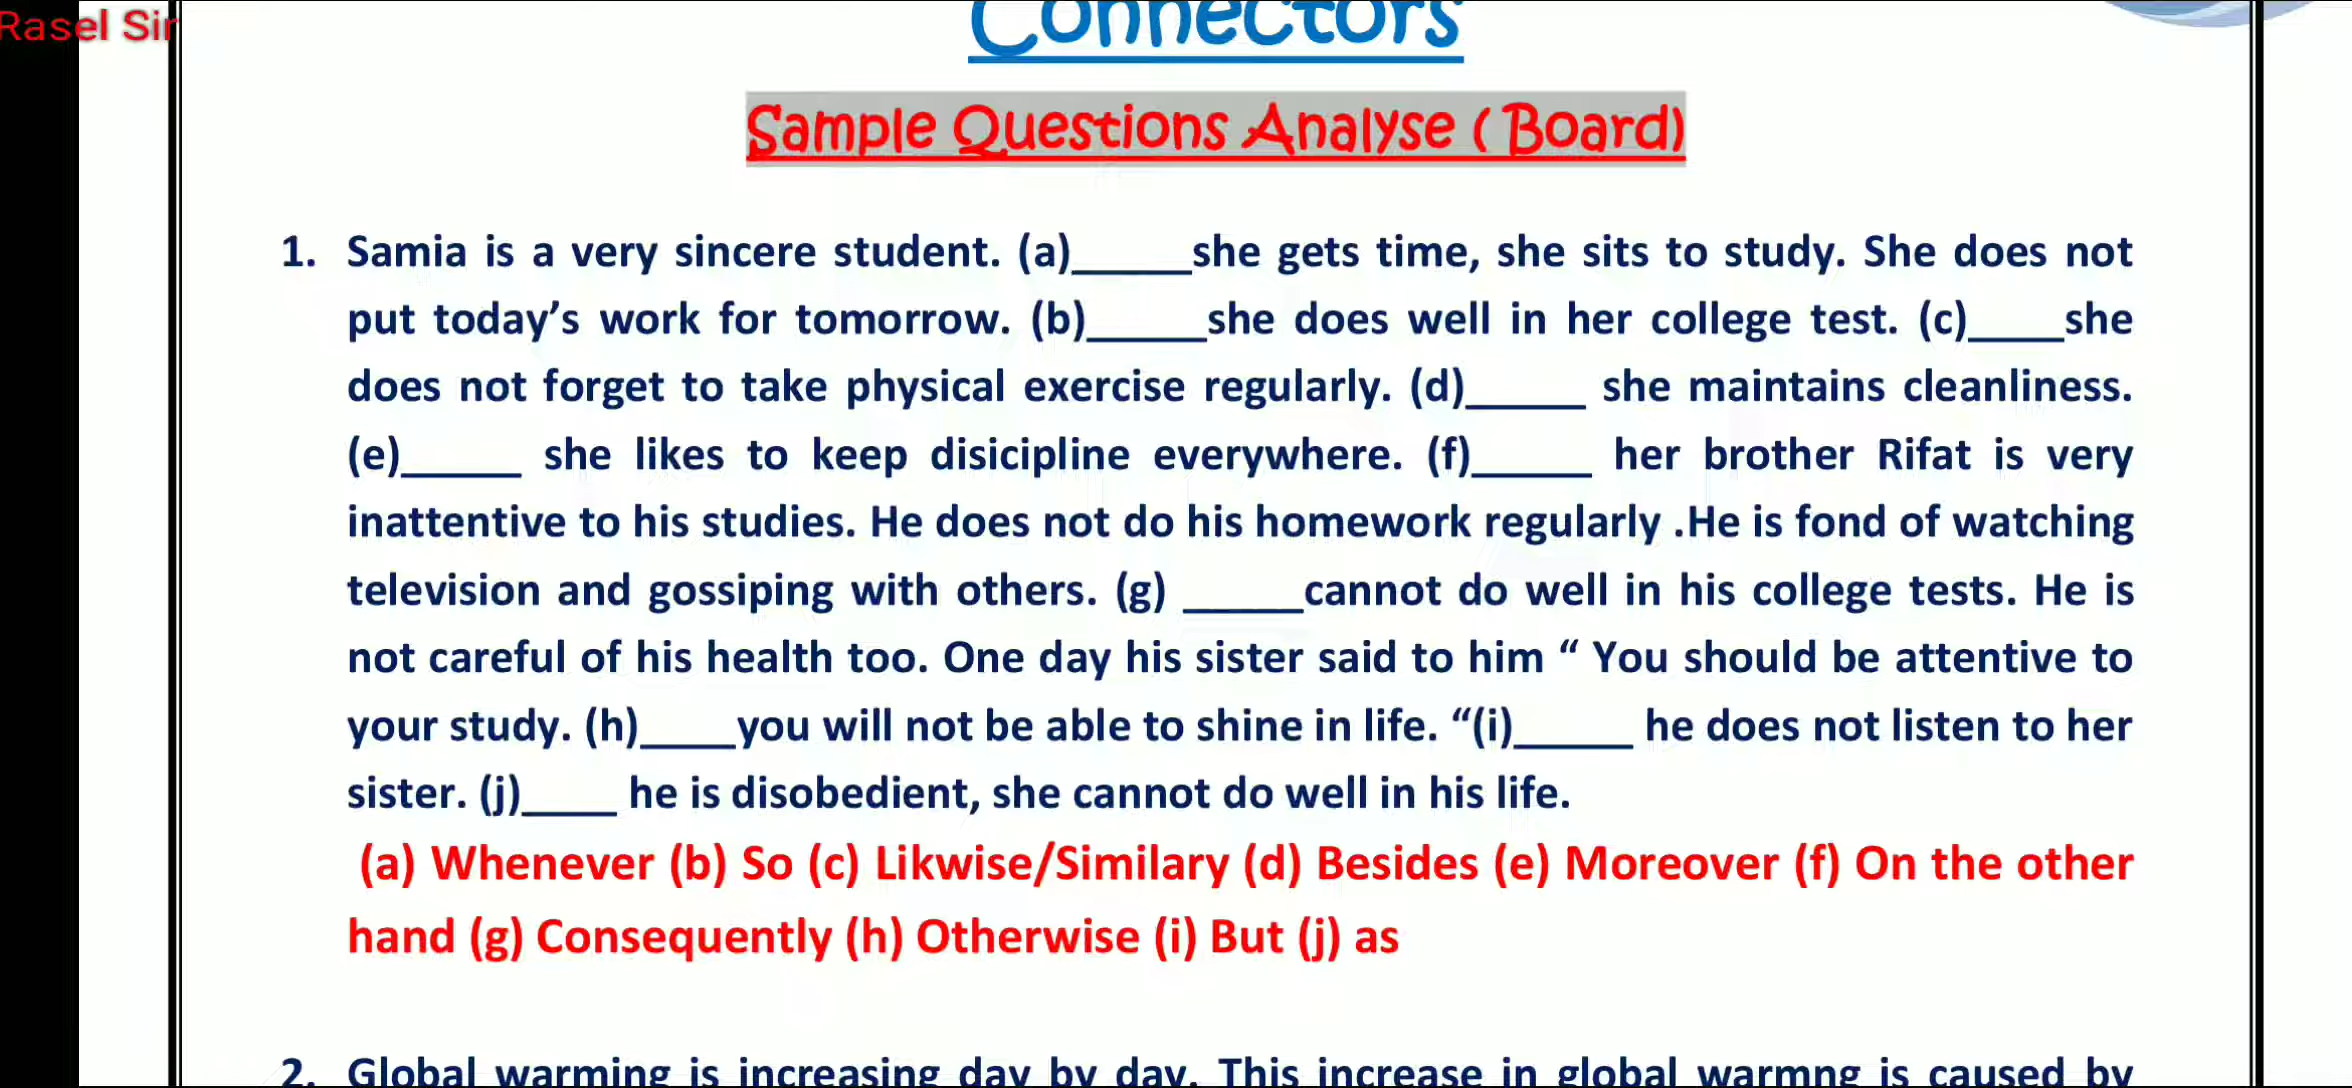 Rasel Sir
Connectors
Sample Questions Analyse ( Board)
1. Samia is a very sincere student. (a)_____she gets time, she sits to study. She does not
put today’s work for tomorrow. (b)_____she does well in her college test. (c)____she
does not forget to take physical exercise regularly. (d)_____ she maintains cleanliness.
(e)_____ she likes to keep disicipline everywhere. (f)_____ her brother Rifat is very
inattentive to his studies. He does not do his homework regularly .He is fond of watching
television and gossiping with others. (g) _____cannot do well in his college tests. He is
not careful of his health too. One day his sister said to him “ You should be attentive to
your study. (h)____you will not be able to shine in life. “(i)_____ he does not listen to her
sister. (j)____ he is disobedient, she cannot do well in his life.
(a) Whenever (b) So (c) Likwise/Similary (d) Besides (e) Moreover (f) On the other
hand (g) Consequently (h) Otherwise (i) But (j) as
2. Global warming is increasing day by day. This increase in global warmng is caused by